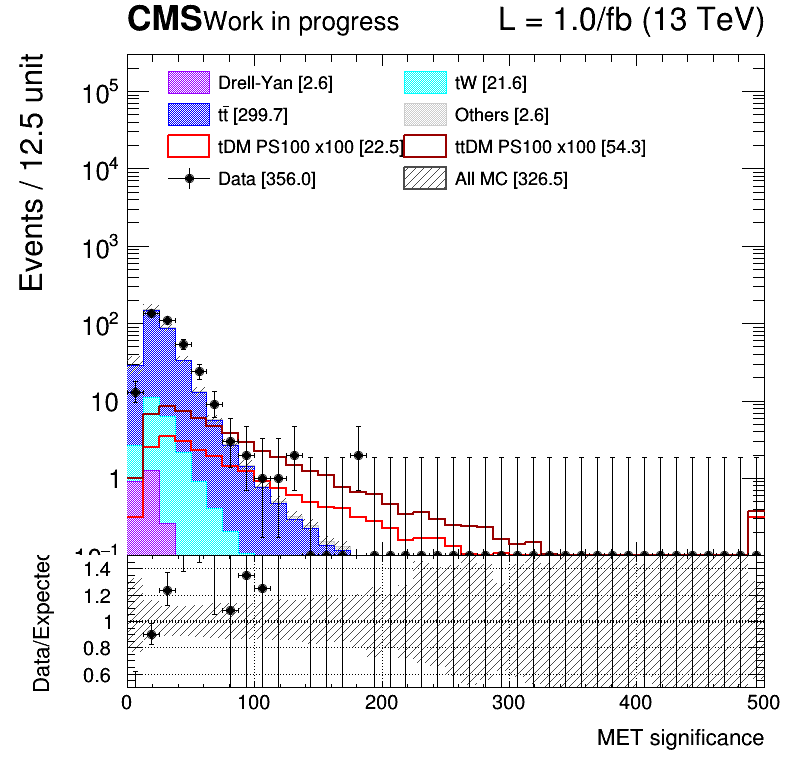 CMS Work in progress L = 1.0/fb (13 TeV)
Drell-Yan [2.6] tW [21.6]
tt̄ [299.7] Others [2.6]
tDM PS100 x100 [22.5] ttDM PS100 x100 [54.3]
Data [356.0] All MC [326.5]
Events / 12.5 unit
10⁵
10⁴
10³
10²
10
1
10⁻¹
Data/Expected
1.4
1.2
1
0.8
0.6
0 100 200 300 400 500
MET significance